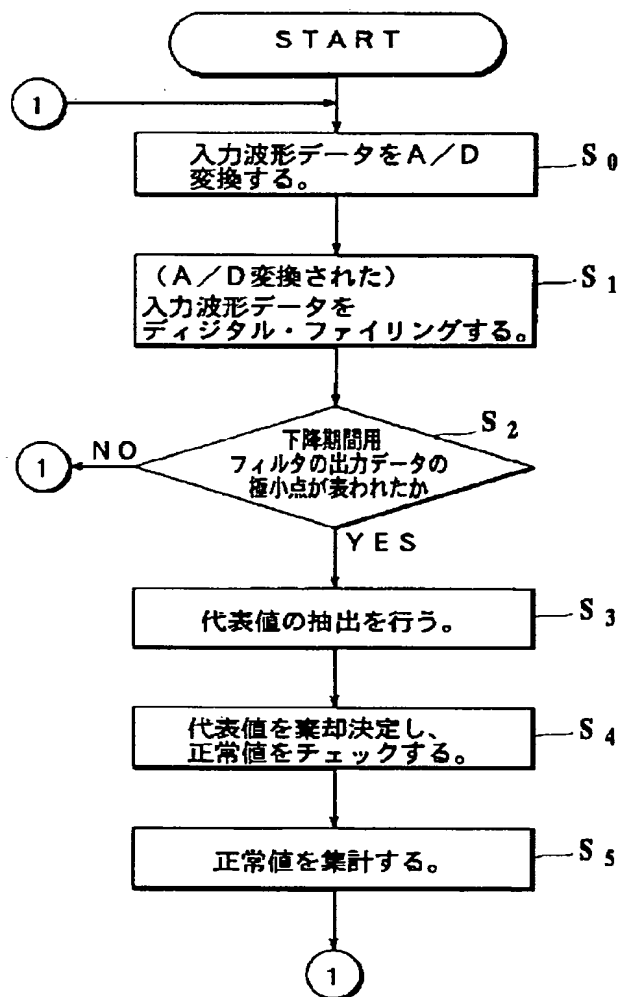 START
1
入力波形データをA／D
変換する。
S0
（A／D変換された）
入力波形データを
ディジタル・ファイリングする。
S1
下降期間用
フィルタの出力データの
極小点が表われたか
S2
NO
1
YES
代表値の抽出を行う。
S3
代表値を棄却決定し、
正常値をチェックする。
S4
正常値を集計する。
S5
1